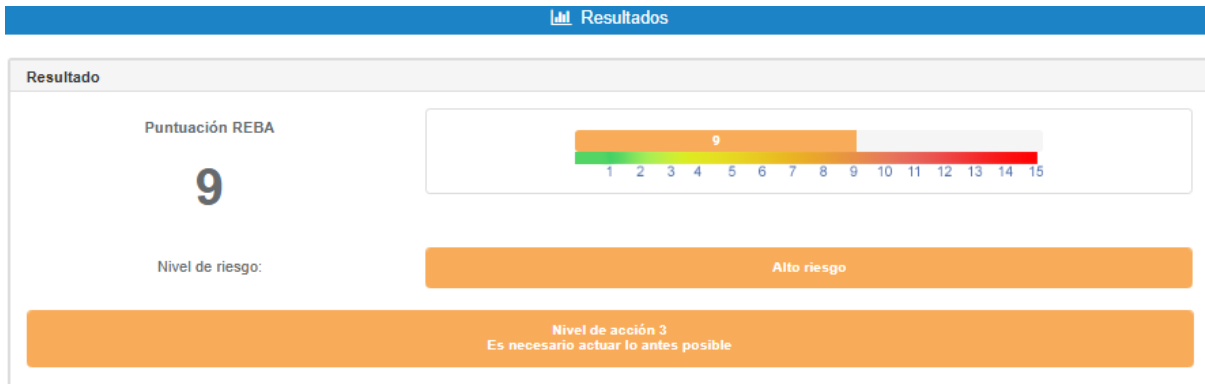 Resultados
Resultado
Puntuación REBA
9
9
1 2 3 4 5 6 7 8 9 10 11 12 13 14 15
Nivel de riesgo:
Alto riesgo
Nivel de acción 3
Es necesario actuar lo antes posible